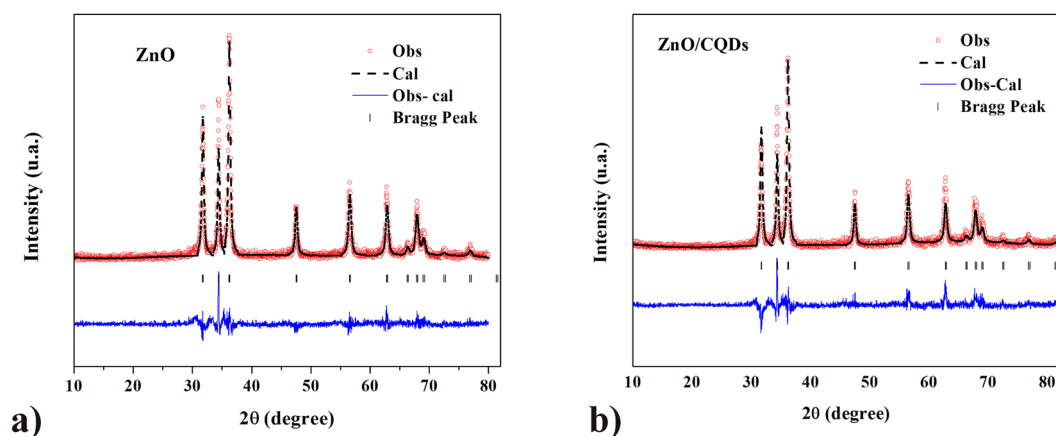 ZnO
Obs
Cal
Obs- cal
Bragg Peak
Intensity (u.a.)
10 20 30 40 50 60 70 80
2θ (degree)
a)
ZnO/CQDs
Obs
Cal
Obs-Cal
Bragg Peak
Intensity (u.a.)
10 20 30 40 50 60 70 80
2θ (degree)
b)